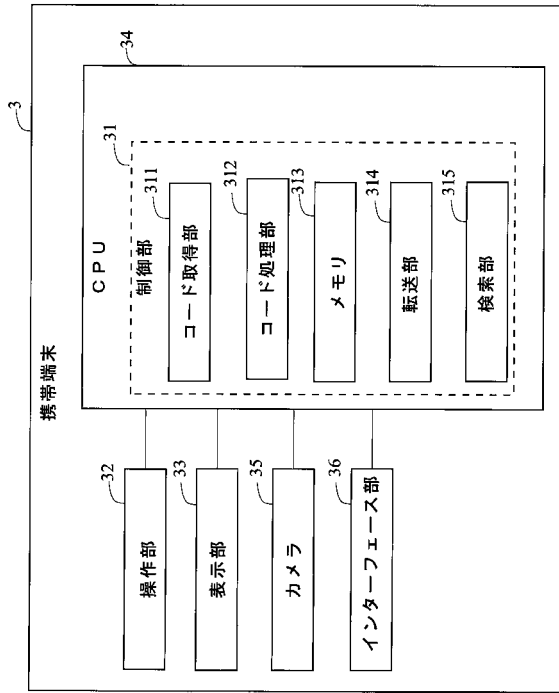 携帯端末
3
CPU
34
制御部
31
コード取得部
311
コード処理部
312
メモリ
313
転送部
314
検索部
315
操作部
32
表示部
33
カメラ
35
インターフェース部
36